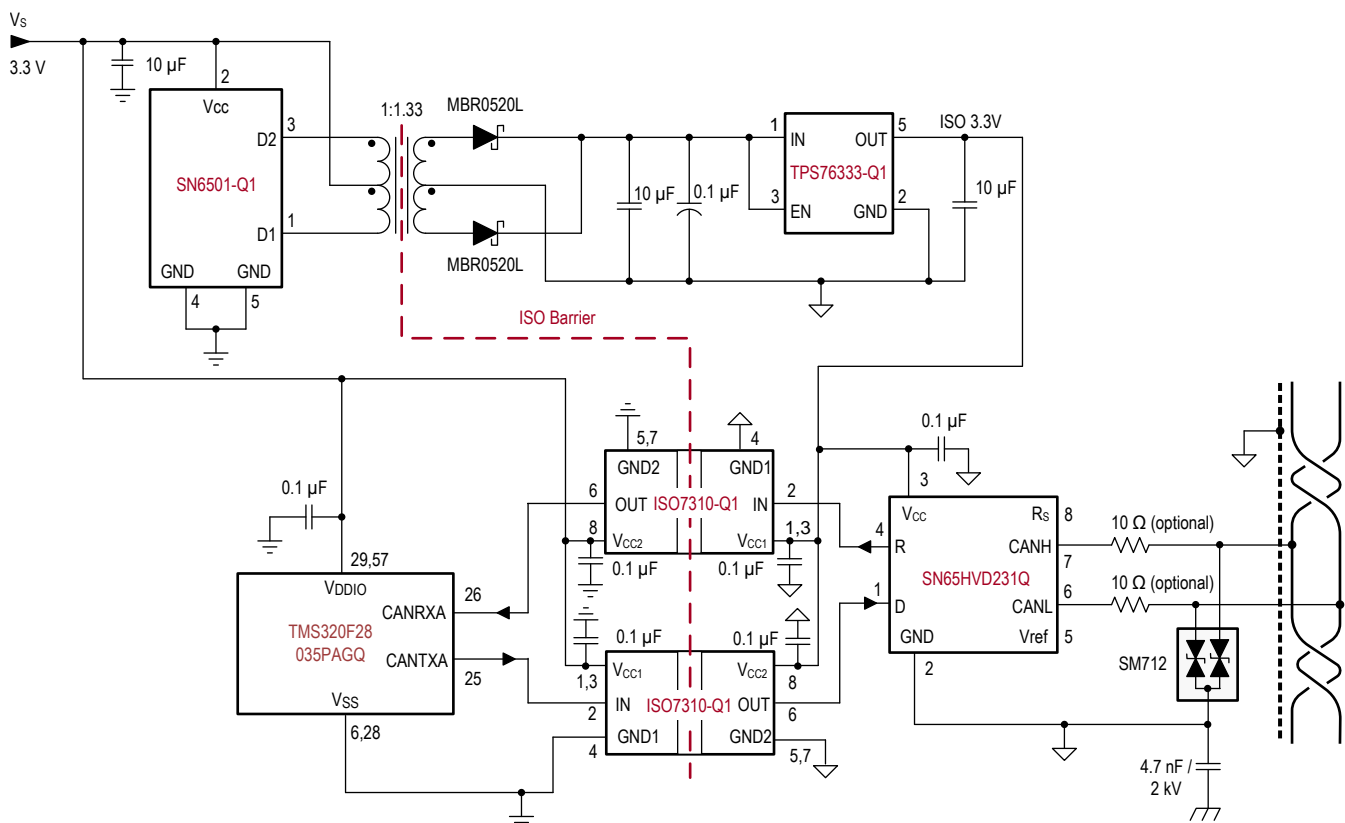 VS
3.3 V
10 µF
2
Vcc
D2
3
SN6501-Q1
D1
1
GND
GND
4
5
1:1.33
MBR0520L
MBR0520L
10 µF
0.1 µF
1
IN
OUT
5
TPS76333-Q1
3
EN
GND
2
ISO 3.3V
10 µF
ISO Barrier
5,7
GND2
6
OUT
8
VCC2
ISO7310-Q1
4
GND1
IN
2
1,3
VCC1
0.1 µF
0.1 µF
0.1 µF
3
VCC
RS
8
4
R
CANH
7
SN65HVD231Q
1
D
CANL
6
GND
Vref
5
2
10 Ω (optional)
10 Ω (optional)
SM712
4.7 nF /
2 kV
0.1 µF
29,57
VDDIO
CANRXA
26
TMS320F28
035PAGQ
CANTXA
25
VSS
6,28
0.1 µF
0.1 µF
VCC1
1,3
IN
2
GND1
4
ISO7310-Q1
VCC2
8
OUT
6
GND2
5,7